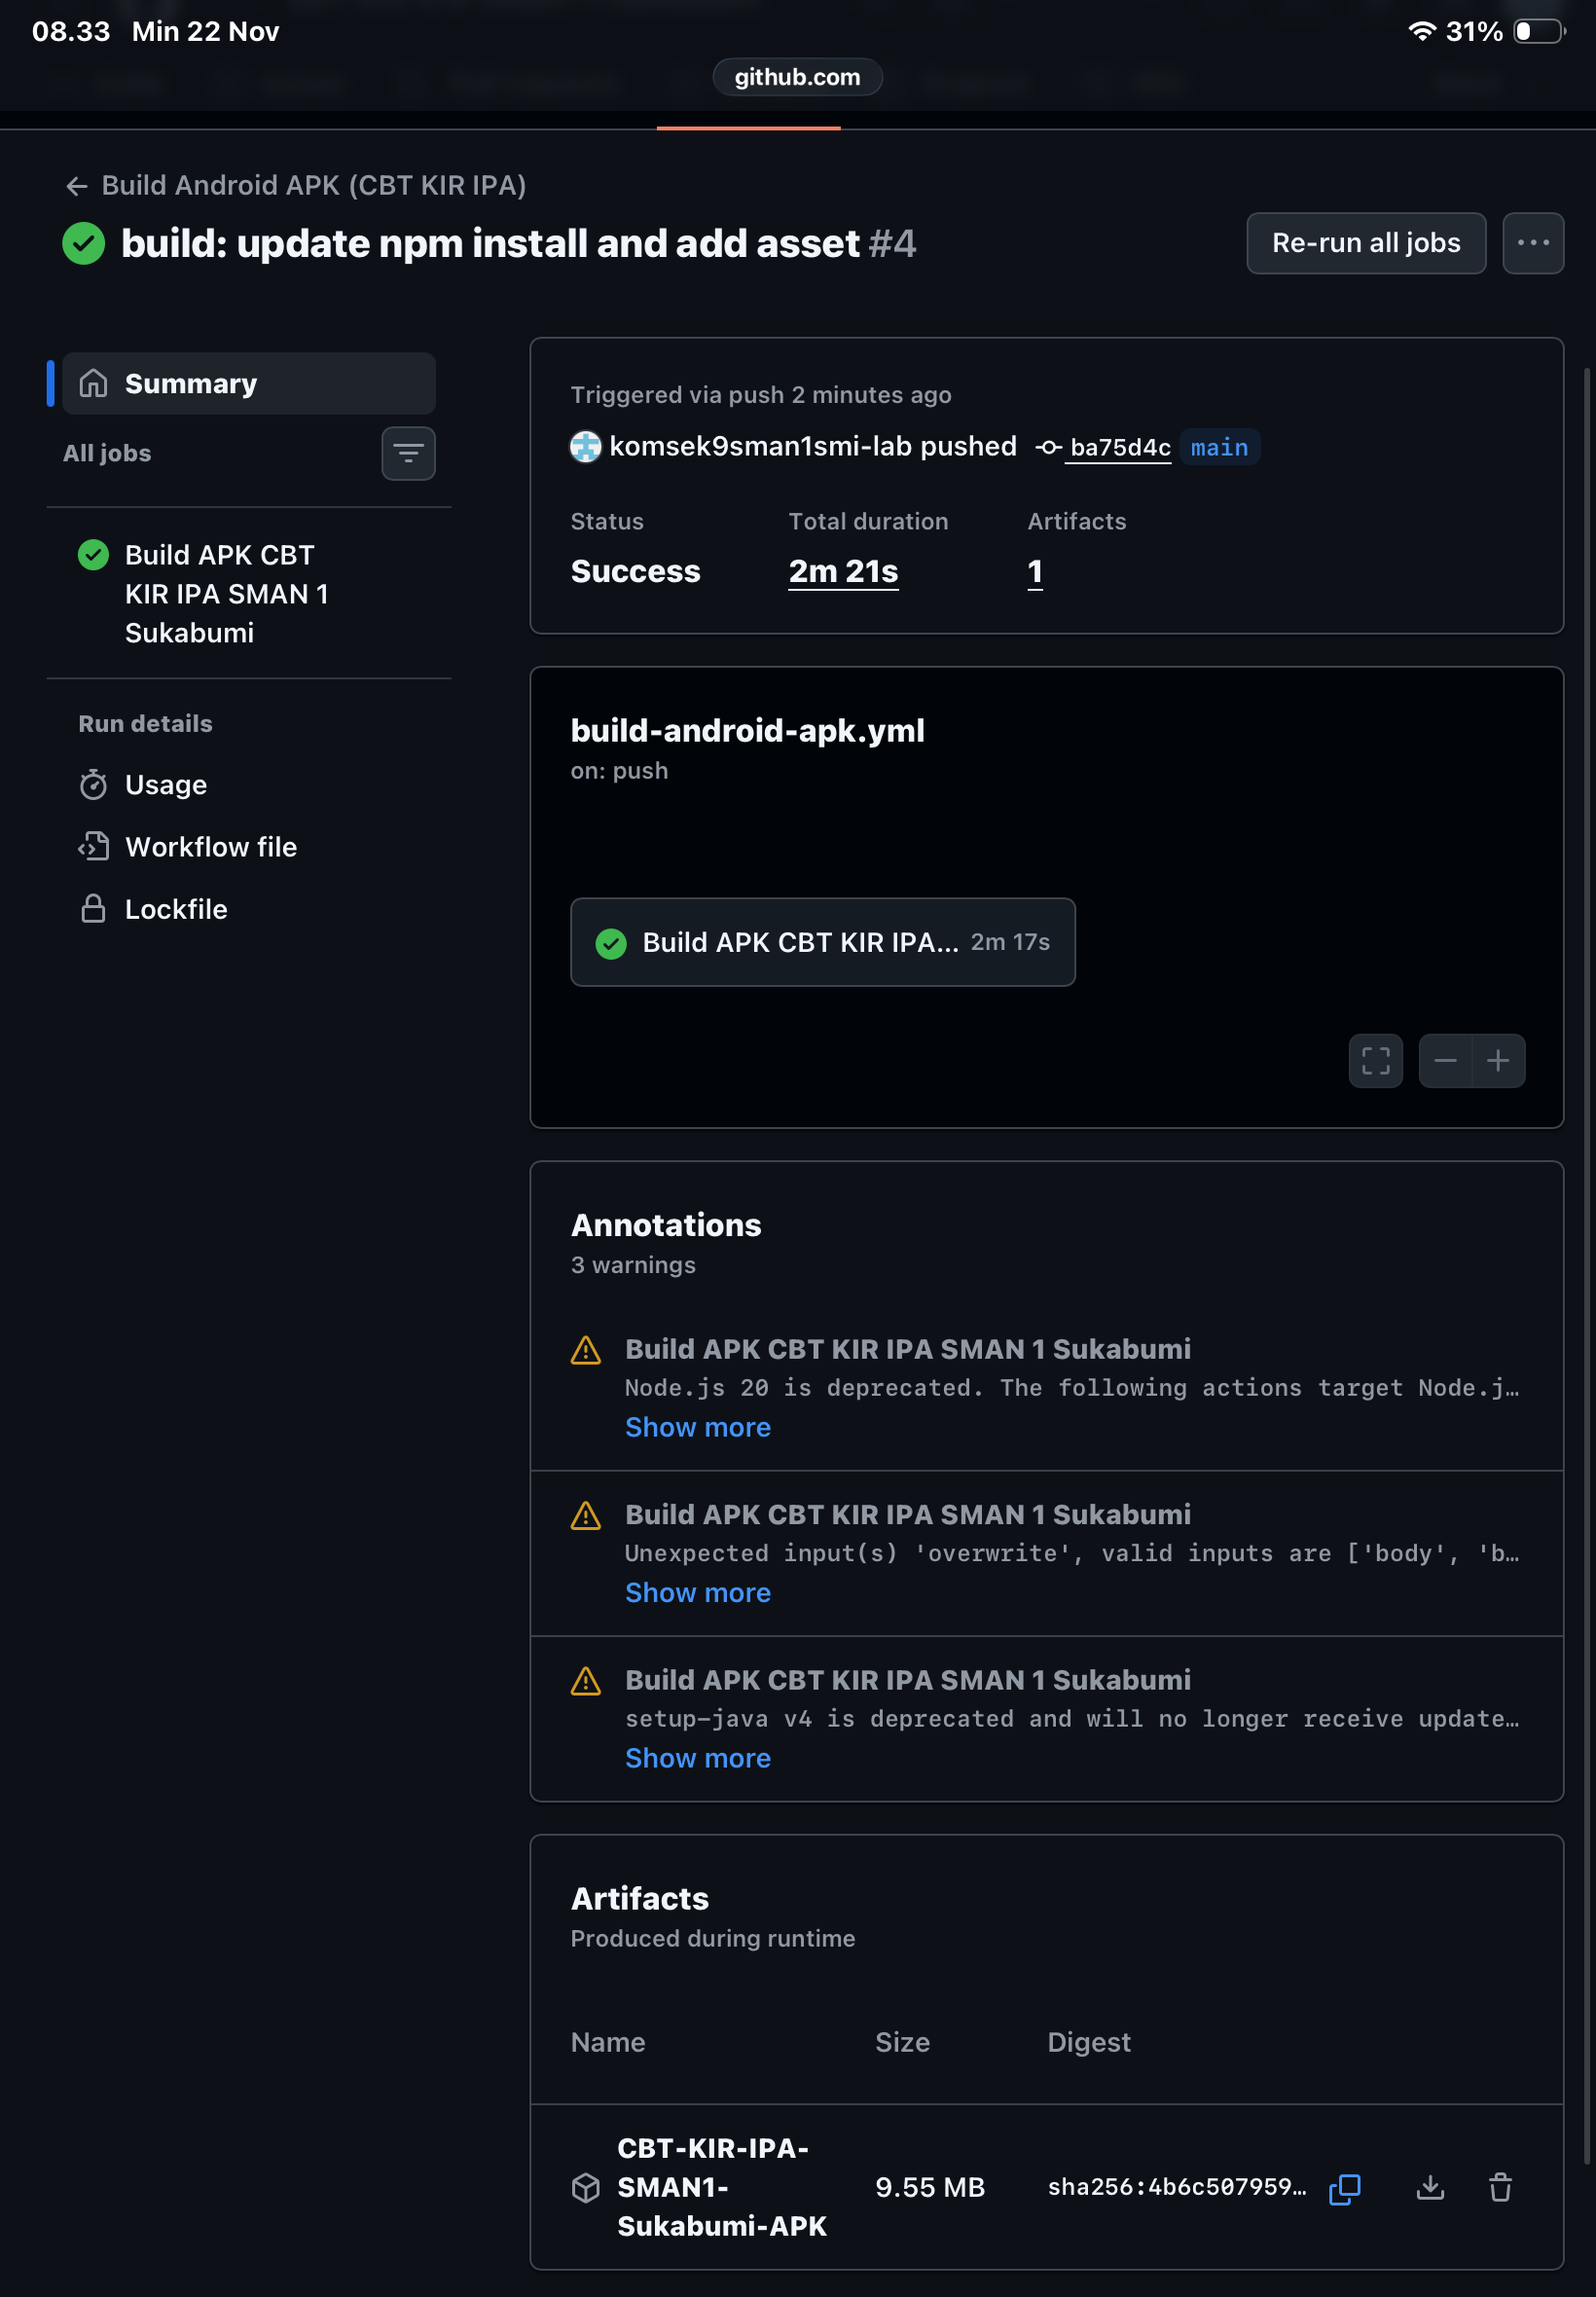 08.33 Min 22 Nov
31%
github.com
Build Android APK (CBT KIR IPA)
build: update npm install and add asset #4
Re-run all jobs
Summary
All jobs
Build APK CBT
KIR IPA SMAN 1
Sukabumi
Run details
Usage
Workflow file
Lockfile
Triggered via push 2 minutes ago
komsek9sman1smi-lab pushed ba75d4c main
Status Total duration Artifacts
Success 2m 21s 1
build-android-apk.yml
on: push
Build APK CBT KIR IPA... 2m 17s
Annotations
3 warnings
Build APK CBT KIR IPA SMAN 1 Sukabumi
Node.js 20 is deprecated. The following actions target Node.j…
Show more
Build APK CBT KIR IPA SMAN 1 Sukabumi
Unexpected input(s) 'overwrite', valid inputs are ['body', 'b…
Show more
Build APK CBT KIR IPA SMAN 1 Sukabumi
setup-java v4 is deprecated and will no longer receive update…
Show more
Artifacts
Produced during runtime
Name Size Digest
CBT-KIR-IPA-
SMAN1-
Sukabumi-APK
9.55 MB
sha256:4b6c507959…